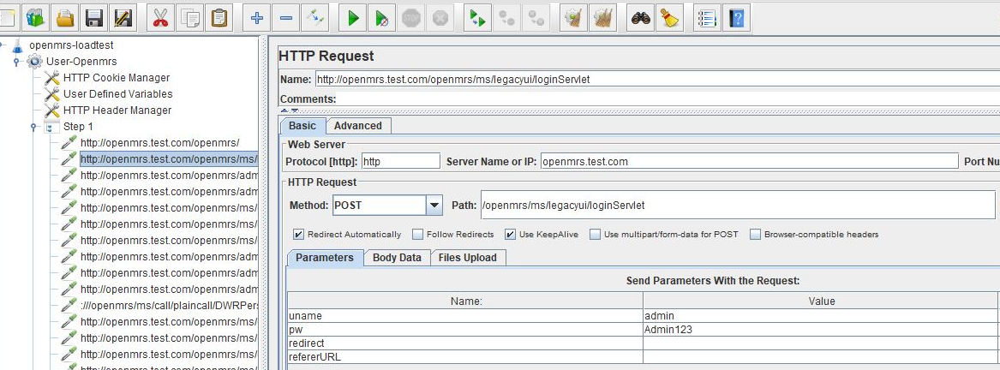 openmrs-loadtest
User-Openmrs
HTTP Cookie Manager
User Defined Variables
HTTP Header Manager
Step 1
http://openmrs.test.com/openmrs/
http://openmrs.test.com/openmrs/ms/
http://openmrs.test.com/openmrs/adm
http://openmrs.test.com/openmrs/adm
http://openmrs.test.com/openmrs/ms/
http://openmrs.test.com/openmrs/ms/
http://openmrs.test.com/openmrs/ms/
http://openmrs.test.com/openmrs/adm
http://openmrs.test.com/openmrs/adm
http://openmrs.test.com/openmrs/adm
:///openmrs/ms/call/plaincall/DWRPers
http://openmrs.test.com/openmrs/ms/
http://openmrs.test.com/openmrs/ms/
http://openmrs.test.com/openmrs/ms/
http://openmrs.test.com/openmrs/ms/
HTTP Request
Name: http://openmrs.test.com/openmrs/ms/legacyui/loginServlet
Comments:
Basic Advanced
Web Server
Protocol [http]: http Server Name or IP: openmrs.test.com Port Nu
HTTP Request
Method: POST Path: /openmrs/ms/legacyui/loginServlet
Redirect Automatically Follow Redirects Use KeepAlive Use multipart/form-data for POST Browser-compatible headers
Parameters Body Data Files Upload
Send Parameters With the Request:
Name: Value
uname admin
pw Admin123
redirect
refererURL